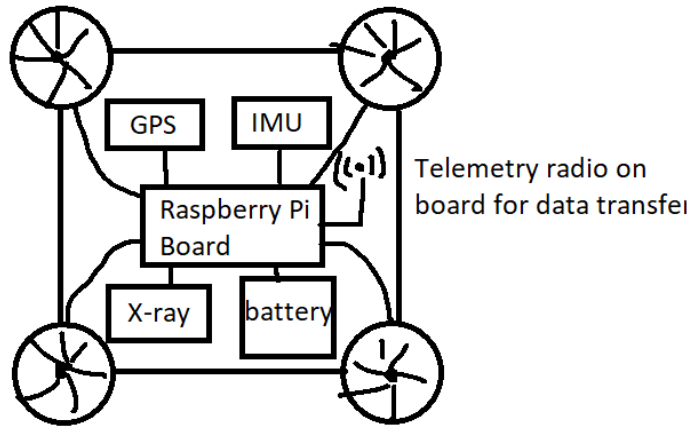 GPS
IMU
Telemetry radio on
board for data transfer
Raspberry Pi
Board
X-ray
battery